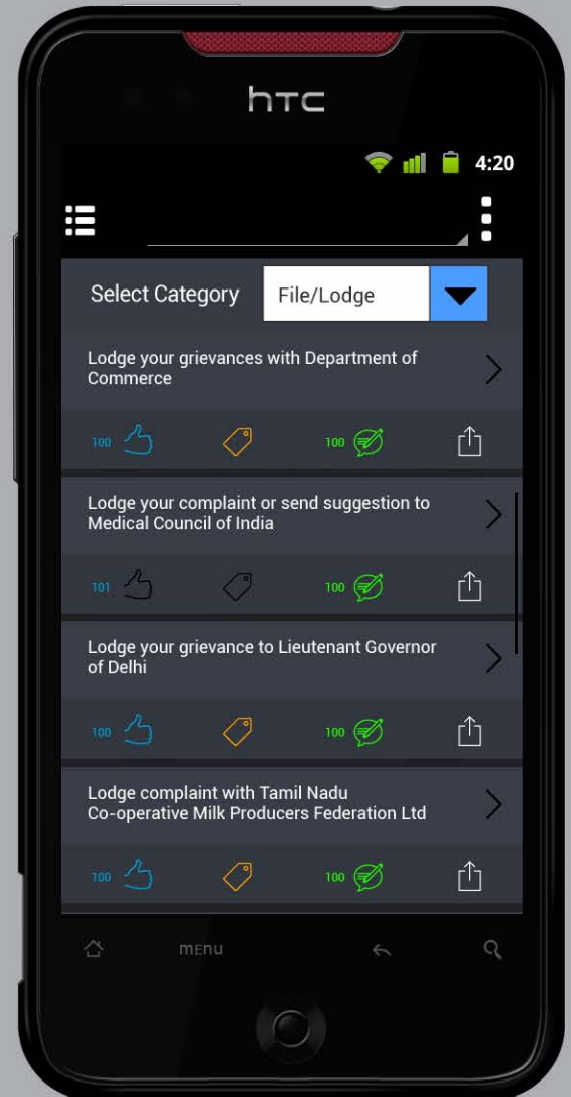 hTC
4:20
Select Category
File/Lodge
Lodge your grievances with Department of
Commerce
100
100
Lodge your complaint or send suggestion to
Medical Council of India
101
100
Lodge your grievance to Lieutenant Governor
of Delhi
100
100
Lodge complaint with Tamil Nadu
Co-operative Milk Producers Federation Ltd
100
100
mEnu